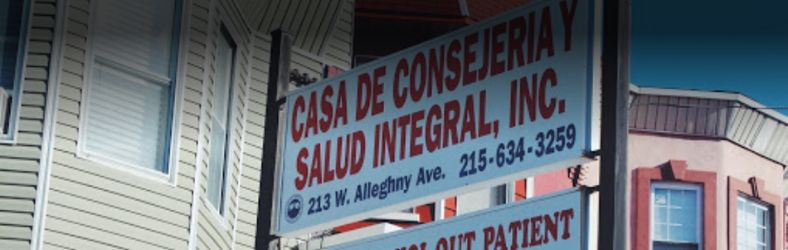 CASA DE CONSEJERIA Y
SALUD INTEGRAL, INC.
213 W. Alleghny Ave. 215-634-3259
OUT PATIENT